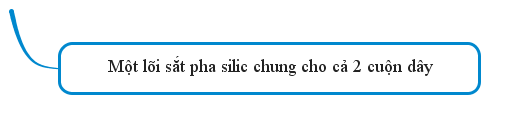 Một lõi sắt pha silic chung cho cả 2 cuộn dây